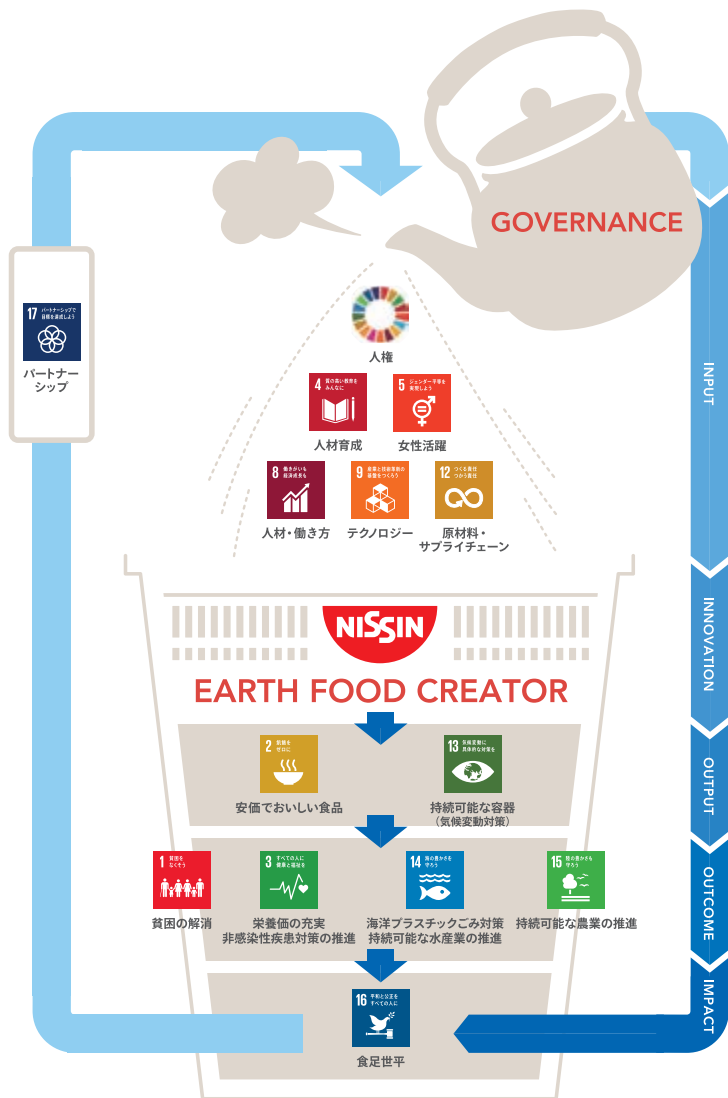 GOVERNANCE
17 パートナーシップで
目標を達成しよう
パートナー
シップ
人権
4 質の高い教育を
みんなに
人材育成
5 ジェンダー平等を
実現しよう
女性活躍
8 働きがいも
経済成長も
人材・働き方
9 産業と技術革新の
基盤をつくろう
テクノロジー
12 つくる責任
つかう責任
原材料・
サプライチェーン
INPUT
INNOVATION
OUTPUT
OUTCOME
IMPACT
NISSIN
EARTH FOOD CREATOR
2 飢餓を
ゼロに
安価でおいしい食品
13 気候変動に
具体的な対策を
持続可能な容器
（気候変動対策）
1 貧困を
なくそう
貧困の解消
3 すべての人に
健康と福祉を
栄養価の充実
非感染性疾患対策の推進
14 海の豊かさを
守ろう
海洋プラスチックごみ対策
持続可能な水産業の推進
15 陸の豊かさも
守ろう
持続可能な農業の推進
16 平和と公正を
すべての人に
食足世平